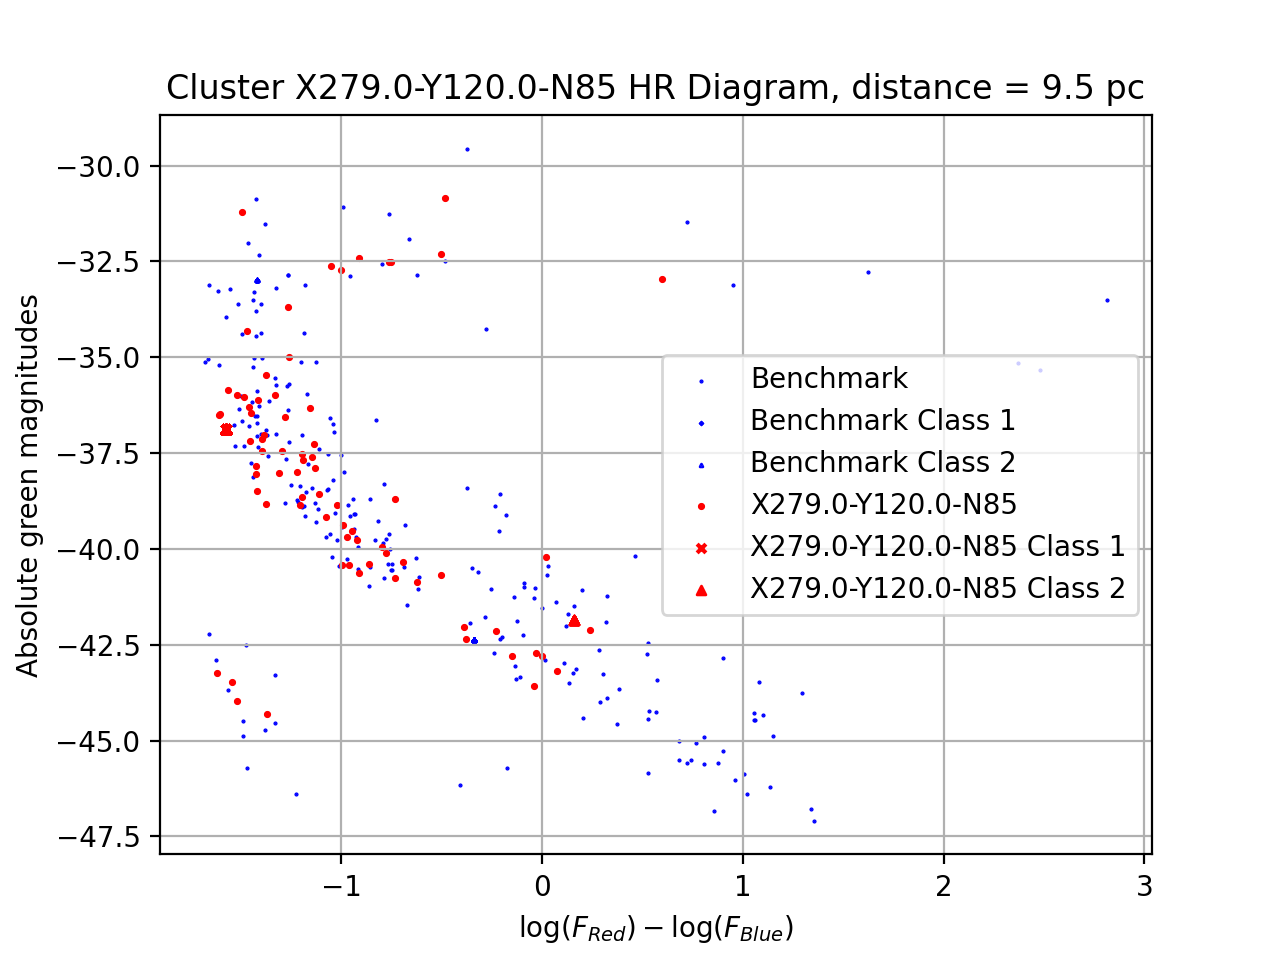 Cluster X279.0-Y120.0-N85 HR Diagram, distance = 9.5 pc
Absolute green magnitudes
−30.0
−32.5
−35.0
−37.5
−40.0
−42.5
−45.0
−47.5
Benchmark
Benchmark Class 1
Benchmark Class 2
X279.0-Y120.0-N85
X279.0-Y120.0-N85 Class 1
X279.0-Y120.0-N85 Class 2
−1 0 1 2 3
log(F_Red) − log(F_Blue)